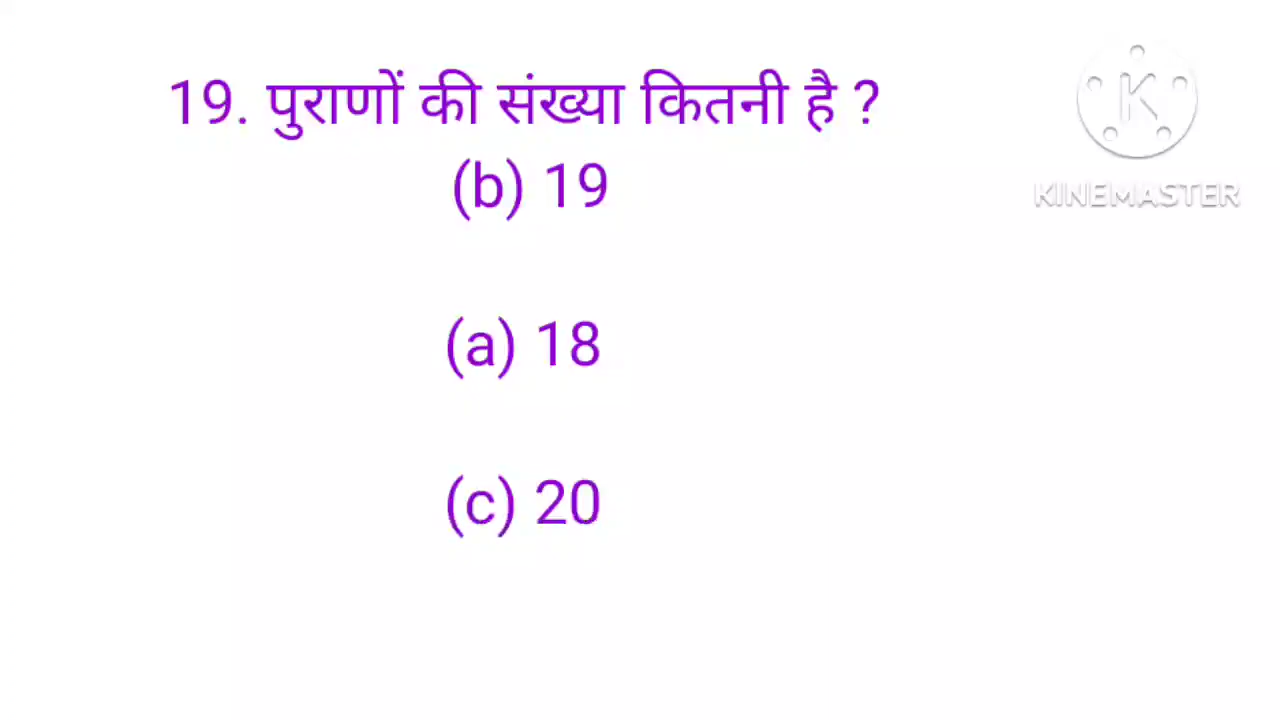 19. पुराणों की संख्या कितनी है ?
(b) 19
(a) 18
(c) 20
K
KINEMASTER